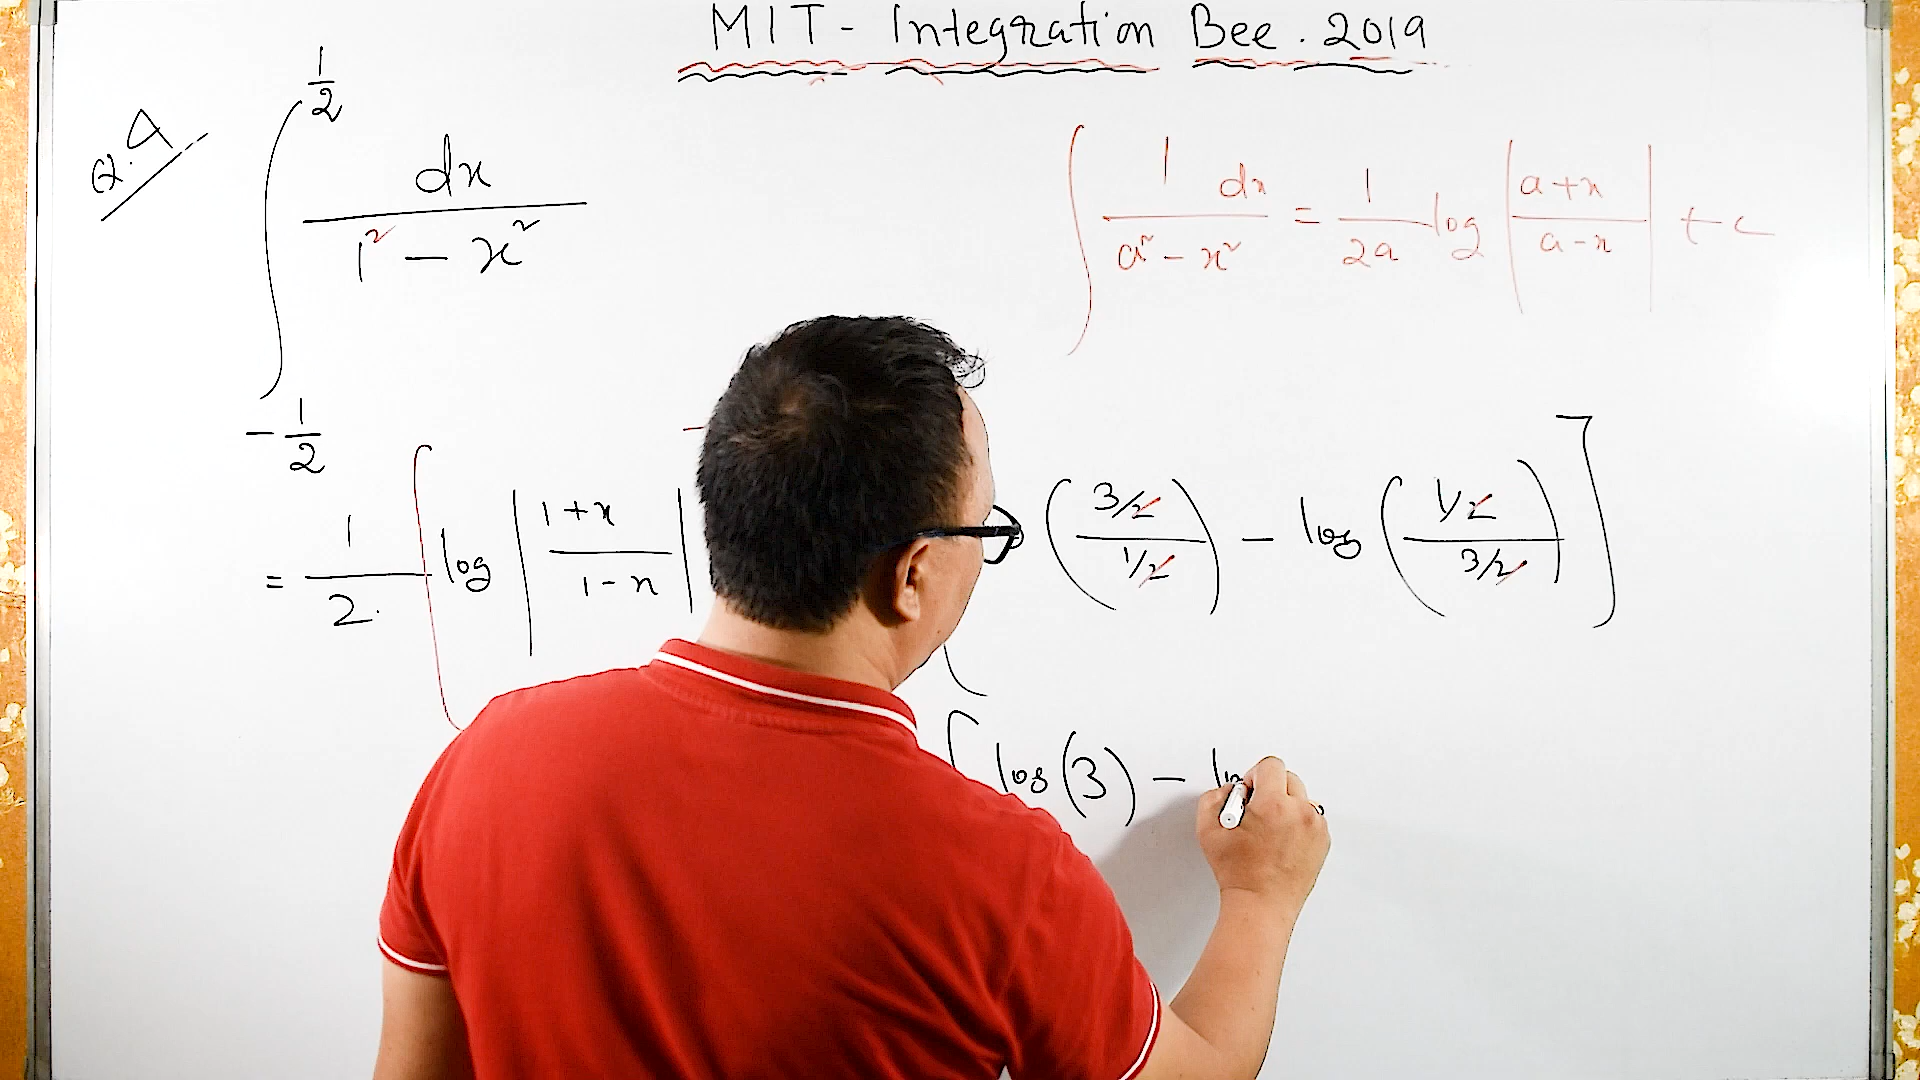 MIT - Integration Bee. 2019
Q.4
∫_{-1/2}^{1/2} dx / (1² - x²)
∫ 1 dx / (a² - x²) = 1/2a log |(a+x)/(a-x)| + c
= 1/2 [log |(1+x)/(1-x)|
((3/2)/(1/2)) - log ((1/2)/(3/2))]
[log(3) - lo